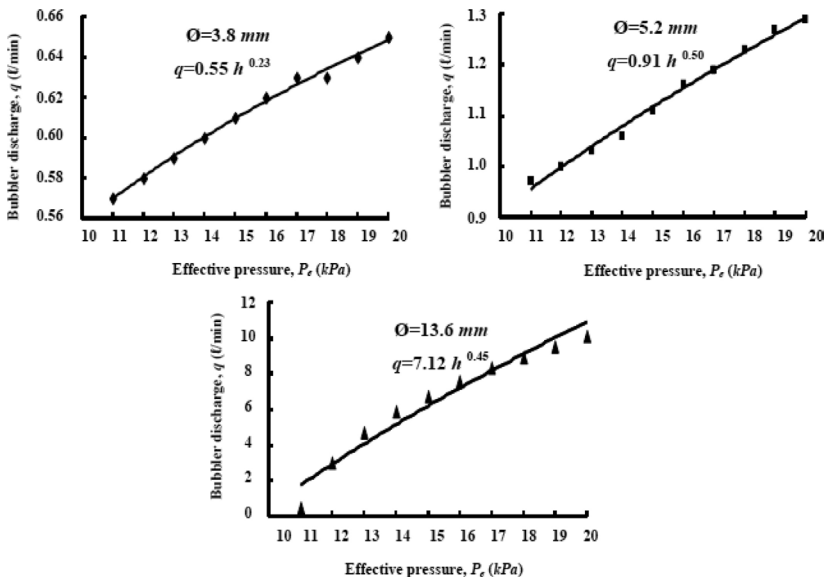 Bubbler discharge, q (ℓ/min)
0.66
0.64
0.62
0.60
0.58
0.56
Ø=3.8 mm
q=0.55 h^0.23
10 11 12 13 14 15 16 17 18 19 20
Effective pressure, Pₑ (kPa)
Bubbler discharge, q (ℓ/min)
1.3
1.2
1.1
1.0
0.9
Ø=5.2 mm
q=0.91 h^0.50
10 11 12 13 14 15 16 17 18 19 20
Effective pressure, Pₑ (kPa)
Bubbler discharge, q (ℓ/min)
12
10
8
6
4
2
0
Ø=13.6 mm
q=7.12 h^0.45
10 11 12 13 14 15 16 17 18 19 20
Effective pressure, Pₑ (kPa)